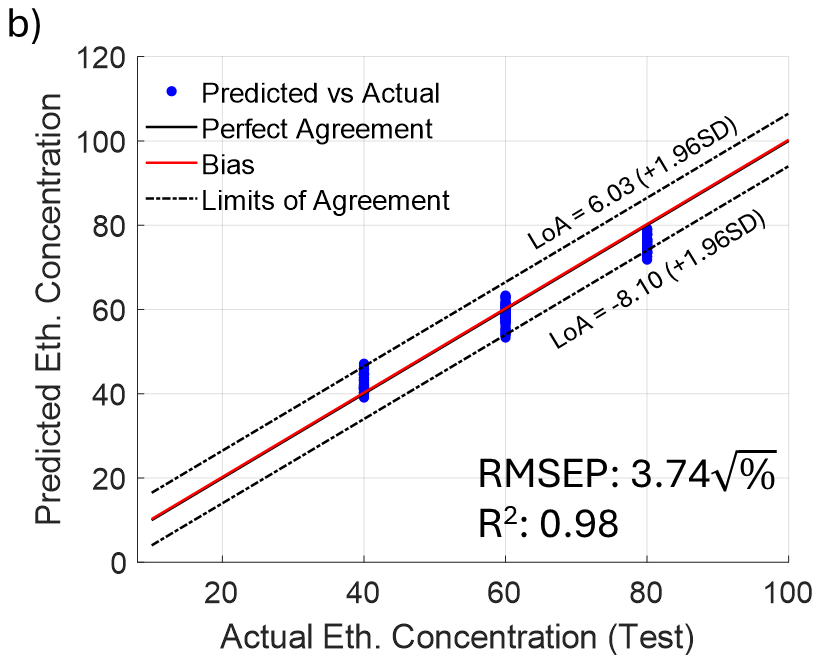 b)
120
100
80
60
40
20
0
Predicted Eth. Concentration
Predicted vs Actual
Perfect Agreement
Bias
Limits of Agreement
LoA = 6.03 (+1.96SD)
LoA = -8.10 (+1.96SD)
RMSEP: 3.74√%
R²: 0.98
20 40 60 80 100
Actual Eth. Concentration (Test)